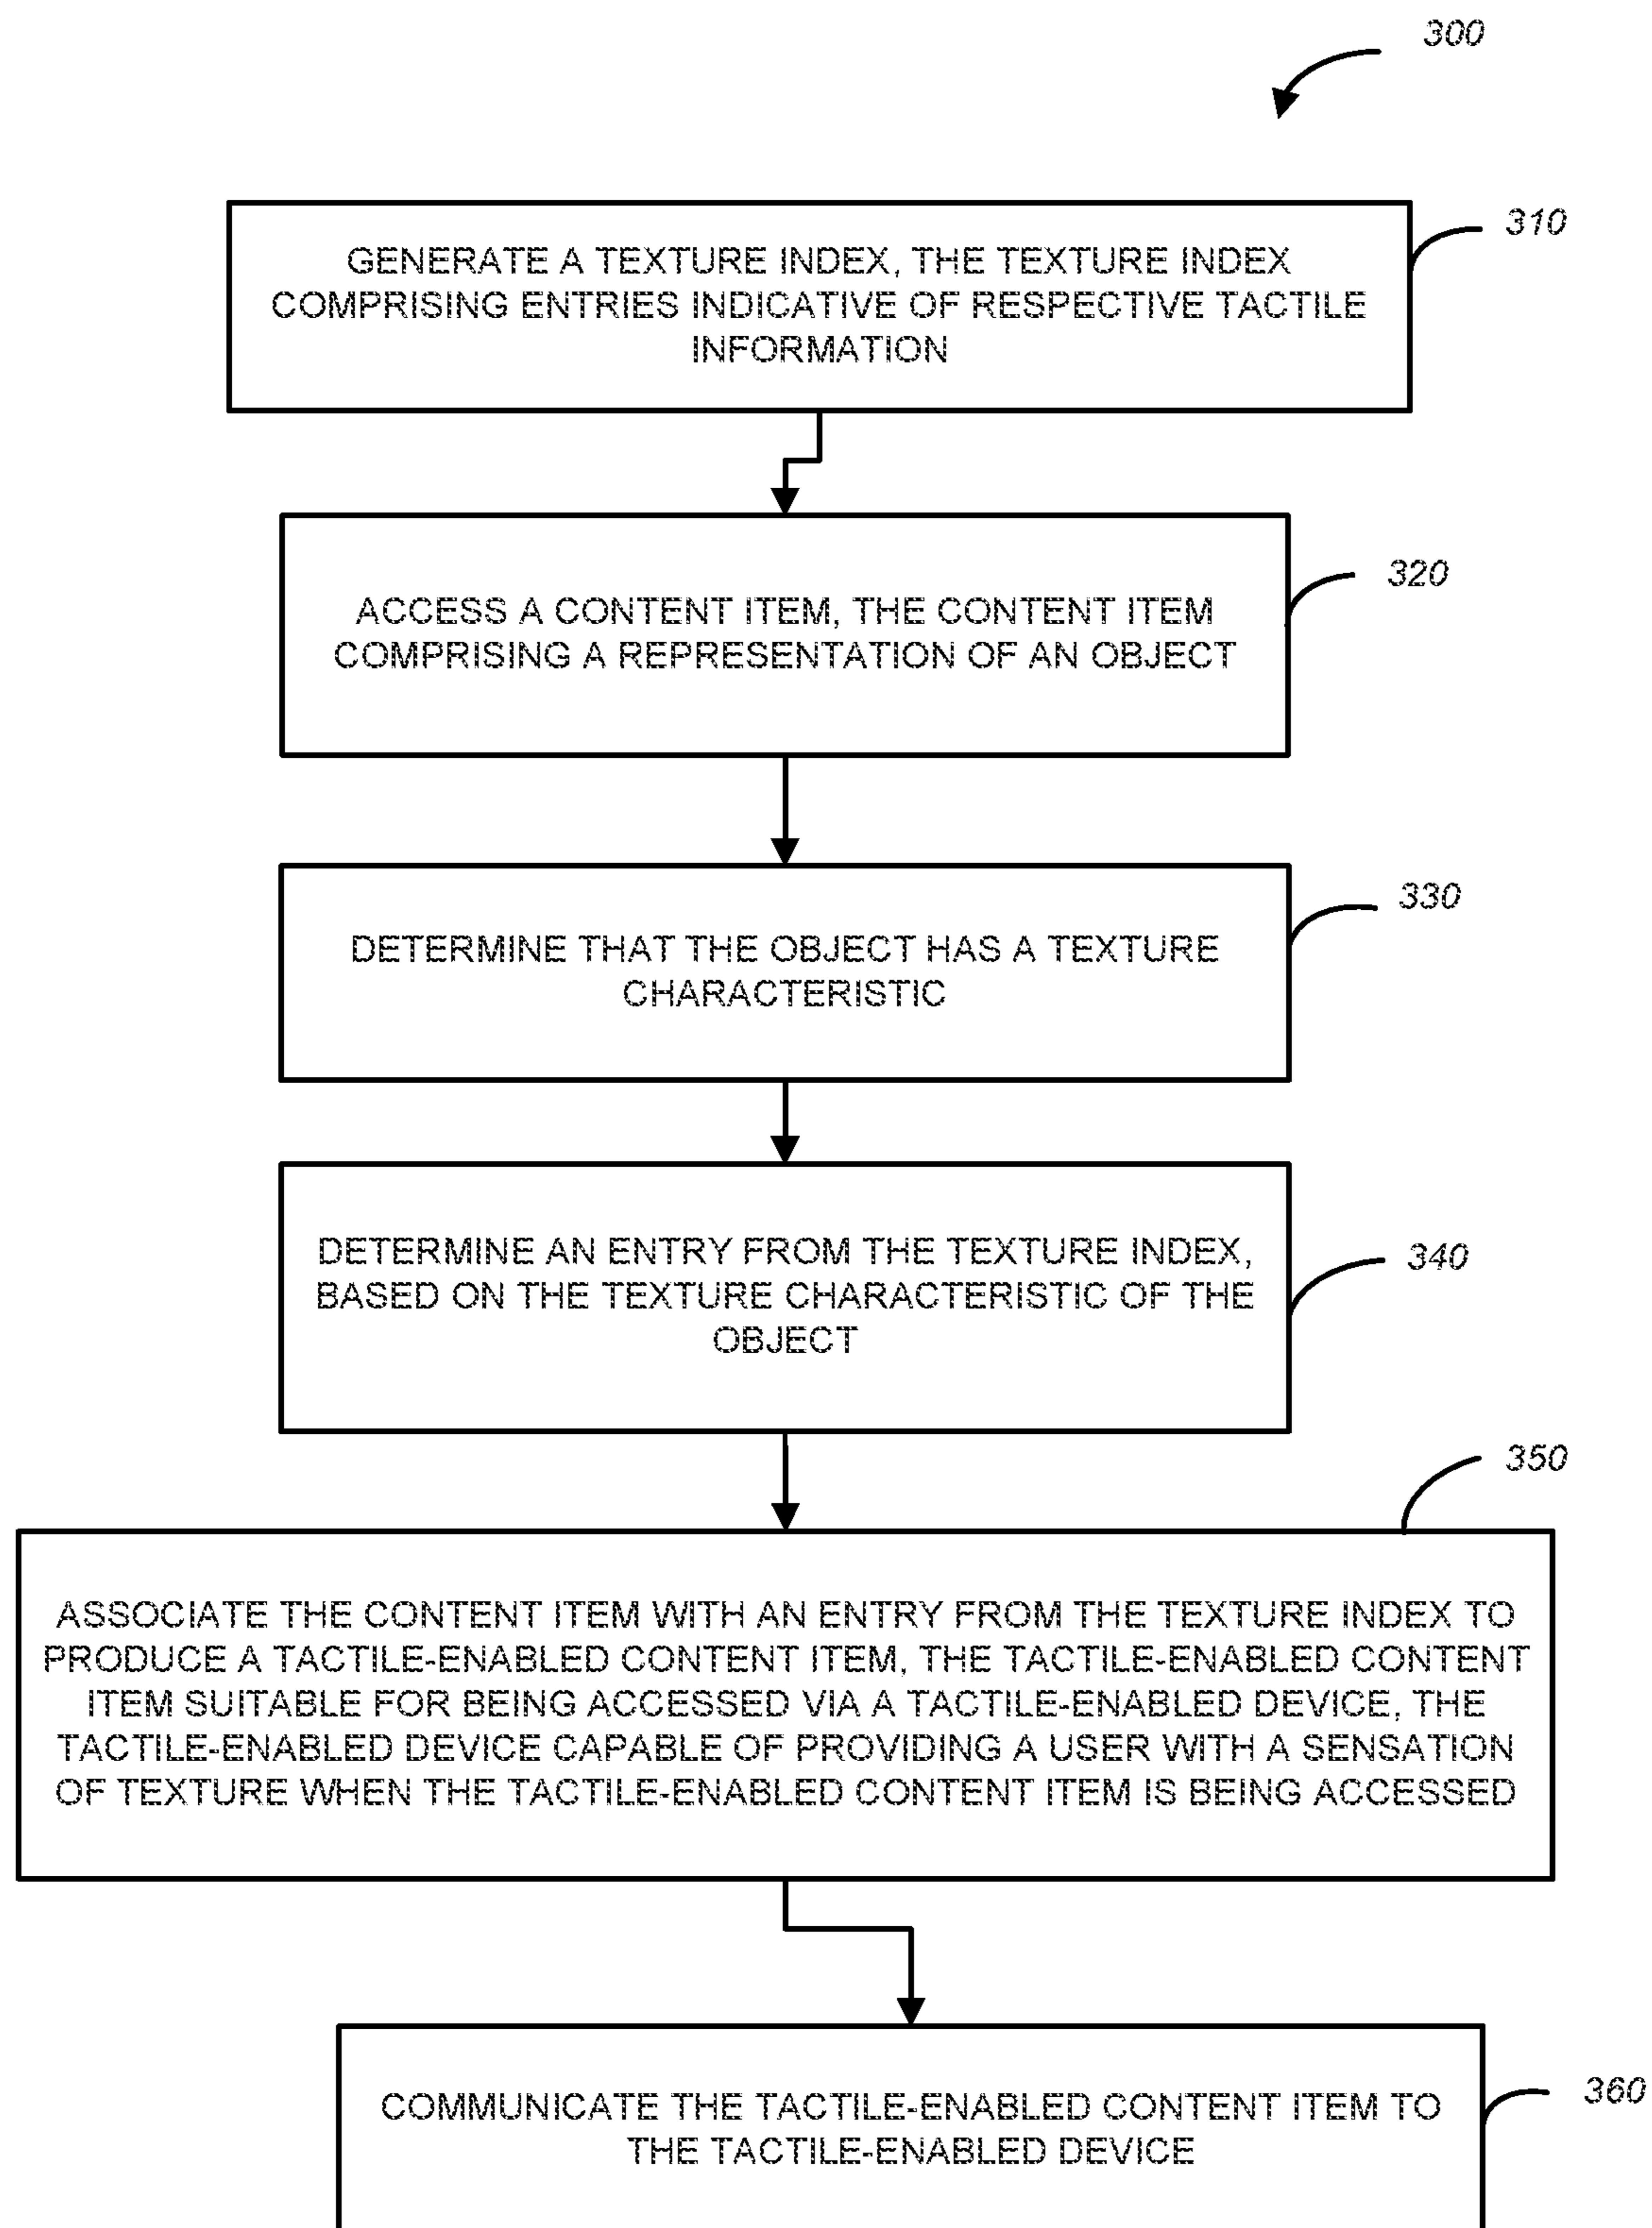 300
310
GENERATE A TEXTURE INDEX, THE TEXTURE INDEX
COMPRISING ENTRIES INDICATIVE OF RESPECTIVE TACTILE
INFORMATION
320
ACCESS A CONTENT ITEM, THE CONTENT ITEM
COMPRISING A REPRESENTATION OF AN OBJECT
330
DETERMINE THAT THE OBJECT HAS A TEXTURE
CHARACTERISTIC
340
DETERMINE AN ENTRY FROM THE TEXTURE INDEX,
BASED ON THE TEXTURE CHARACTERISTIC OF THE
OBJECT
350
ASSOCIATE THE CONTENT ITEM WITH AN ENTRY FROM THE TEXTURE INDEX TO
PRODUCE A TACTILE-ENABLED CONTENT ITEM, THE TACTILE-ENABLED CONTENT
ITEM SUITABLE FOR BEING ACCESSED VIA A TACTILE-ENABLED DEVICE, THE
TACTILE-ENABLED DEVICE CAPABLE OF PROVIDING A USER WITH A SENSATION
OF TEXTURE WHEN THE TACTILE-ENABLED CONTENT ITEM IS BEING ACCESSED
360
COMMUNICATE THE TACTILE-ENABLED CONTENT ITEM TO
THE TACTILE-ENABLED DEVICE